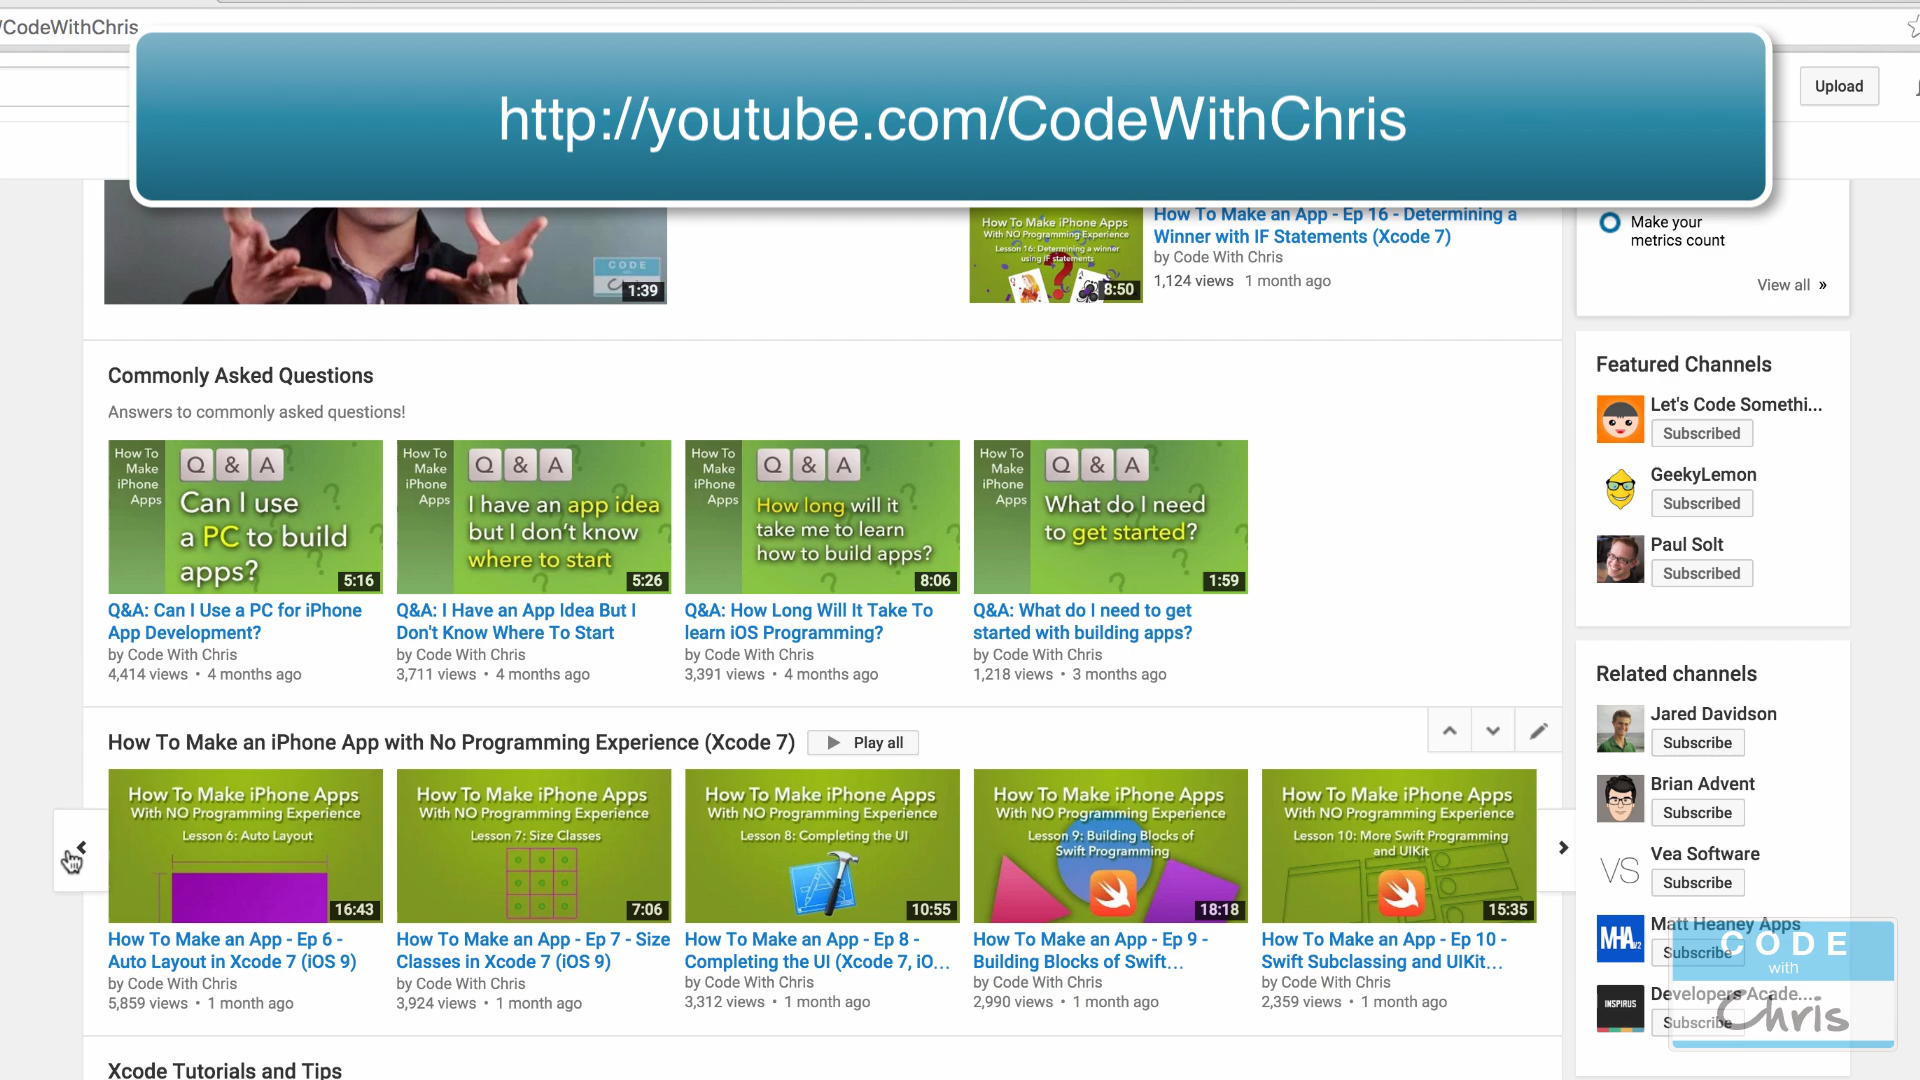 /CodeWithChris
http://youtube.com/CodeWithChris
Upload
CODE
1:39
How To Make iPhone Apps
With NO Programming Experience
Lesson 16: Determining a winner
using IF statements
8:50
How To Make an App - Ep 16 - Determining a
Winner with IF Statements (Xcode 7)
by Code With Chris
1,124 views 1 month ago
Make your
metrics count
View all »
Commonly Asked Questions
Answers to commonly asked questions!
How To
Make
iPhone
Apps
Q & A
Can I use
a PC to build
apps?
5:16
Q&A: Can I Use a PC for iPhone
App Development?
by Code With Chris
4,414 views • 4 months ago
How To
Make
iPhone
Apps
Q & A
I have an app idea
but I don't know
where to start
5:26
Q&A: I Have an App Idea But I
Don't Know Where To Start
by Code With Chris
3,711 views • 4 months ago
How To
Make
iPhone
Apps
Q & A
How long will it
take me to learn
how to build apps?
8:06
Q&A: How Long Will It Take To
learn iOS Programming?
by Code With Chris
3,391 views • 4 months ago
How To
Make
iPhone
Apps
Q & A
What do I need
to get started?
1:59
Q&A: What do I need to get
started with building apps?
by Code With Chris
1,218 views • 3 months ago
How To Make an iPhone App with No Programming Experience (Xcode 7)
Play all
How To Make iPhone Apps
With NO Programming Experience
Lesson 6: Auto Layout
16:43
How To Make an App - Ep 6 -
Auto Layout in Xcode 7 (iOS 9)
by Code With Chris
5,859 views • 1 month ago
How To Make iPhone Apps
With NO Programming Experience
Lesson 7: Size Classes
7:06
How To Make an App - Ep 7 - Size
Classes in Xcode 7 (iOS 9)
by Code With Chris
3,924 views • 1 month ago
How To Make iPhone Apps
With NO Programming Experience
Lesson 8: Completing the UI
10:55
How To Make an App - Ep 8 -
Completing the UI (Xcode 7, iO...
by Code With Chris
3,312 views • 1 month ago
How To Make iPhone Apps
With NO Programming Experience
Lesson 9: Building Blocks of
Swift Programming
18:18
How To Make an App - Ep 9 -
Building Blocks of Swift...
by Code With Chris
2,990 views • 1 month ago
How To Make iPhone Apps
With NO Programming Experience
Lesson 10: More Swift Programming
and UIKit
15:35
How To Make an App - Ep 10 -
Swift Subclassing and UIKit...
by Code With Chris
2,359 views • 1 month ago
Xcode Tutorials and Tips
Featured Channels
Let's Code Somethi...
Subscribed
GeekyLemon
Subscribed
Paul Solt
Subscribed
Related channels
Jared Davidson
Subscribe
Brian Advent
Subscribe
VS
Vea Software
Subscribe
MHA
Matt Heaney Apps
Subscribe
INSPIRUS
Developers Acade...
Subscribe
CODE
with
Chris